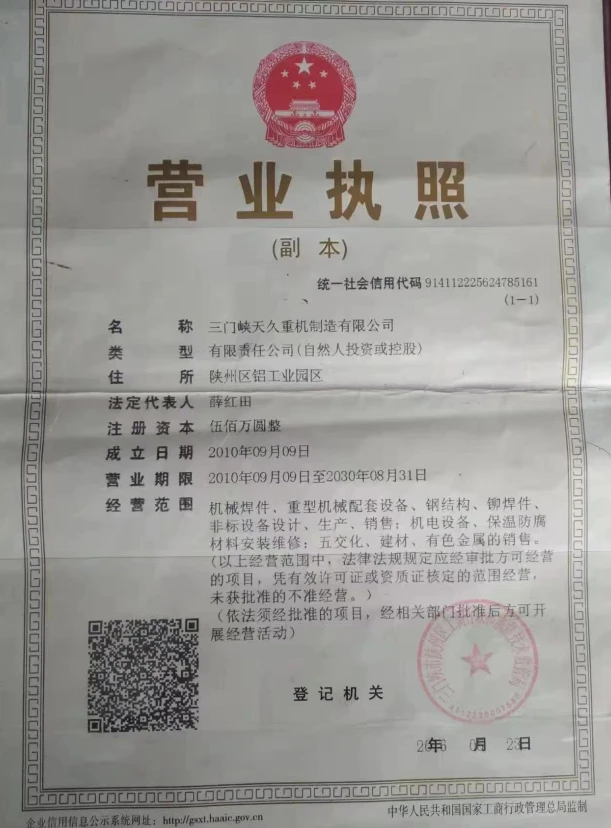 营业执照
(副 本)
统一社会信用代码 914112225624785161
(1-1)
名 称 三门峡天久重机制造有限公司
类 型 有限责任公司(自然人投资或控股)
住 所 陕州区铝工业园区
法定代表人 薛红田
注册资本 伍佰万圆整
成立日期 2010年09月09日
营业期限 2010年09月09日至2030年08月31日
经营范围 机械焊件、重型机械配套设备、钢结构、铆焊件、
非标设备设计、生产、销售；机电设备、保温防腐
材料安装维修；五交化、建材、有色金属的销售。
(以上经营范围中，法律法规规定应经审批方可经营
的项目，凭有效许可证或资质证核定的范围经营，
未获批准的不准经营。)
(依法须经批准的项目，经相关部门批准后方可开
展经营活动)
登记机关
年 月 23日
企业信用信息公示系统网址：http://gsxt.haaic.gov.cn
中华人民共和国国家工商行政管理总局监制